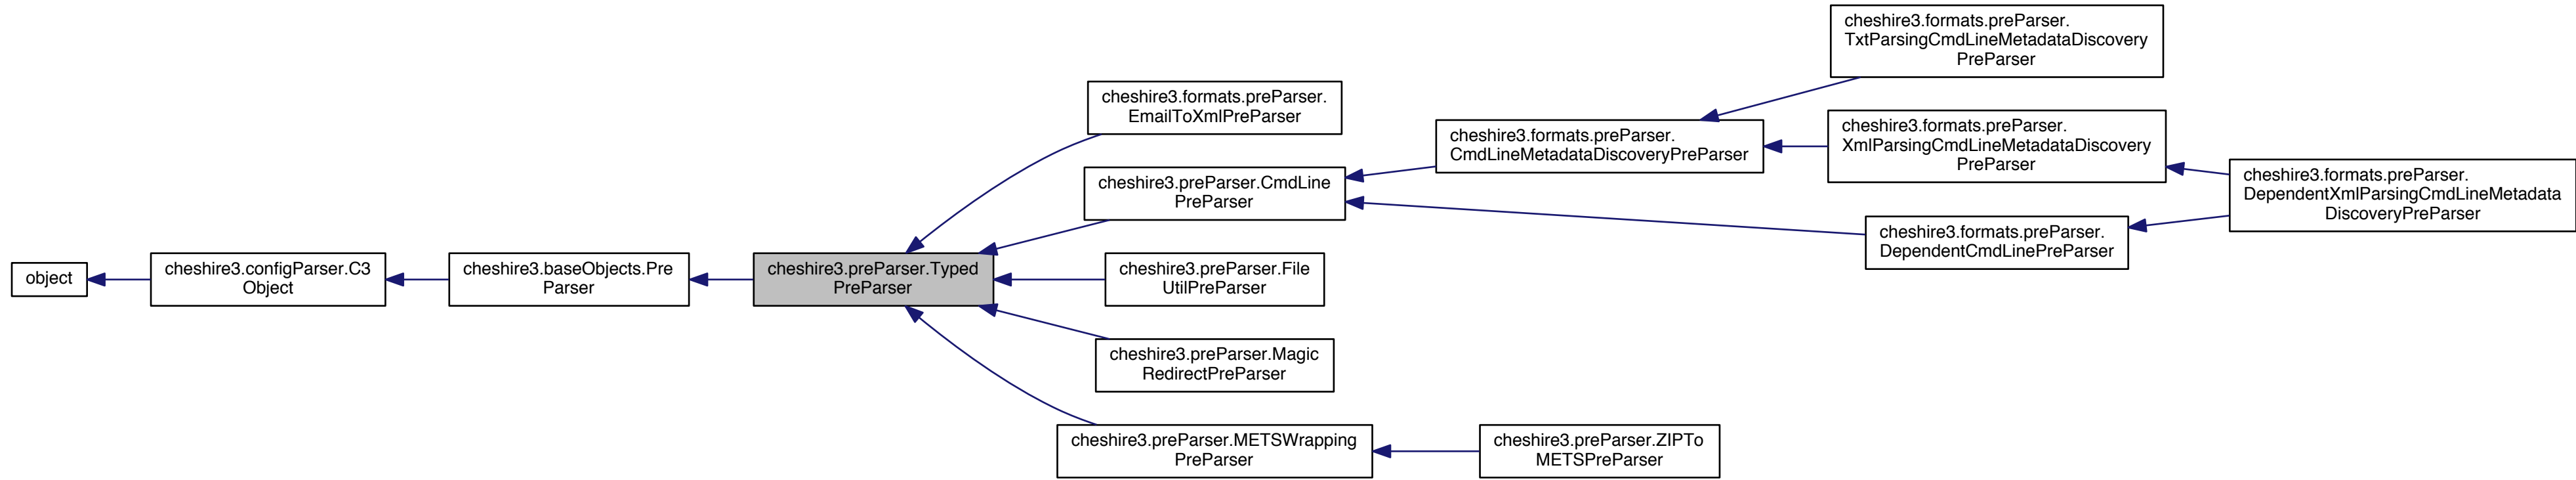 object
cheshire3.configParser.C3
Object
cheshire3.baseObjects.Pre
Parser
cheshire3.preParser.Typed
PreParser
cheshire3.formats.preParser.
EmailToXmlPreParser
cheshire3.preParser.CmdLine
PreParser
cheshire3.preParser.File
UtilPreParser
cheshire3.preParser.Magic
RedirectPreParser
cheshire3.preParser.METSWrapping
PreParser
cheshire3.formats.preParser.
CmdLineMetadataDiscoveryPreParser
cheshire3.preParser.ZIPTo
METSPreParser
cheshire3.formats.preParser.
TxtParsingCmdLineMetadataDiscovery
PreParser
cheshire3.formats.preParser.
XmlParsingCmdLineMetadataDiscovery
PreParser
cheshire3.formats.preParser.
DependentCmdLinePreParser
cheshire3.formats.preParser.
DependentXmlParsingCmdLineMetadata
DiscoveryPreParser